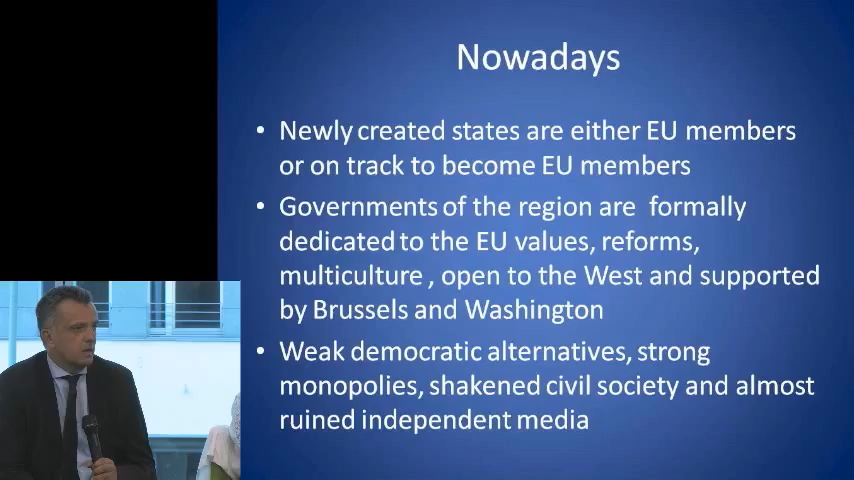 Nowadays
• Newly created states are either EU members
or on track to become EU members
• Governments of the region are formally
dedicated to the EU values, reforms,
multiculture , open to the West and supported
by Brussels and Washington
• Weak democratic alternatives, strong
monopolies, shakened civil society and almost
ruined independent media